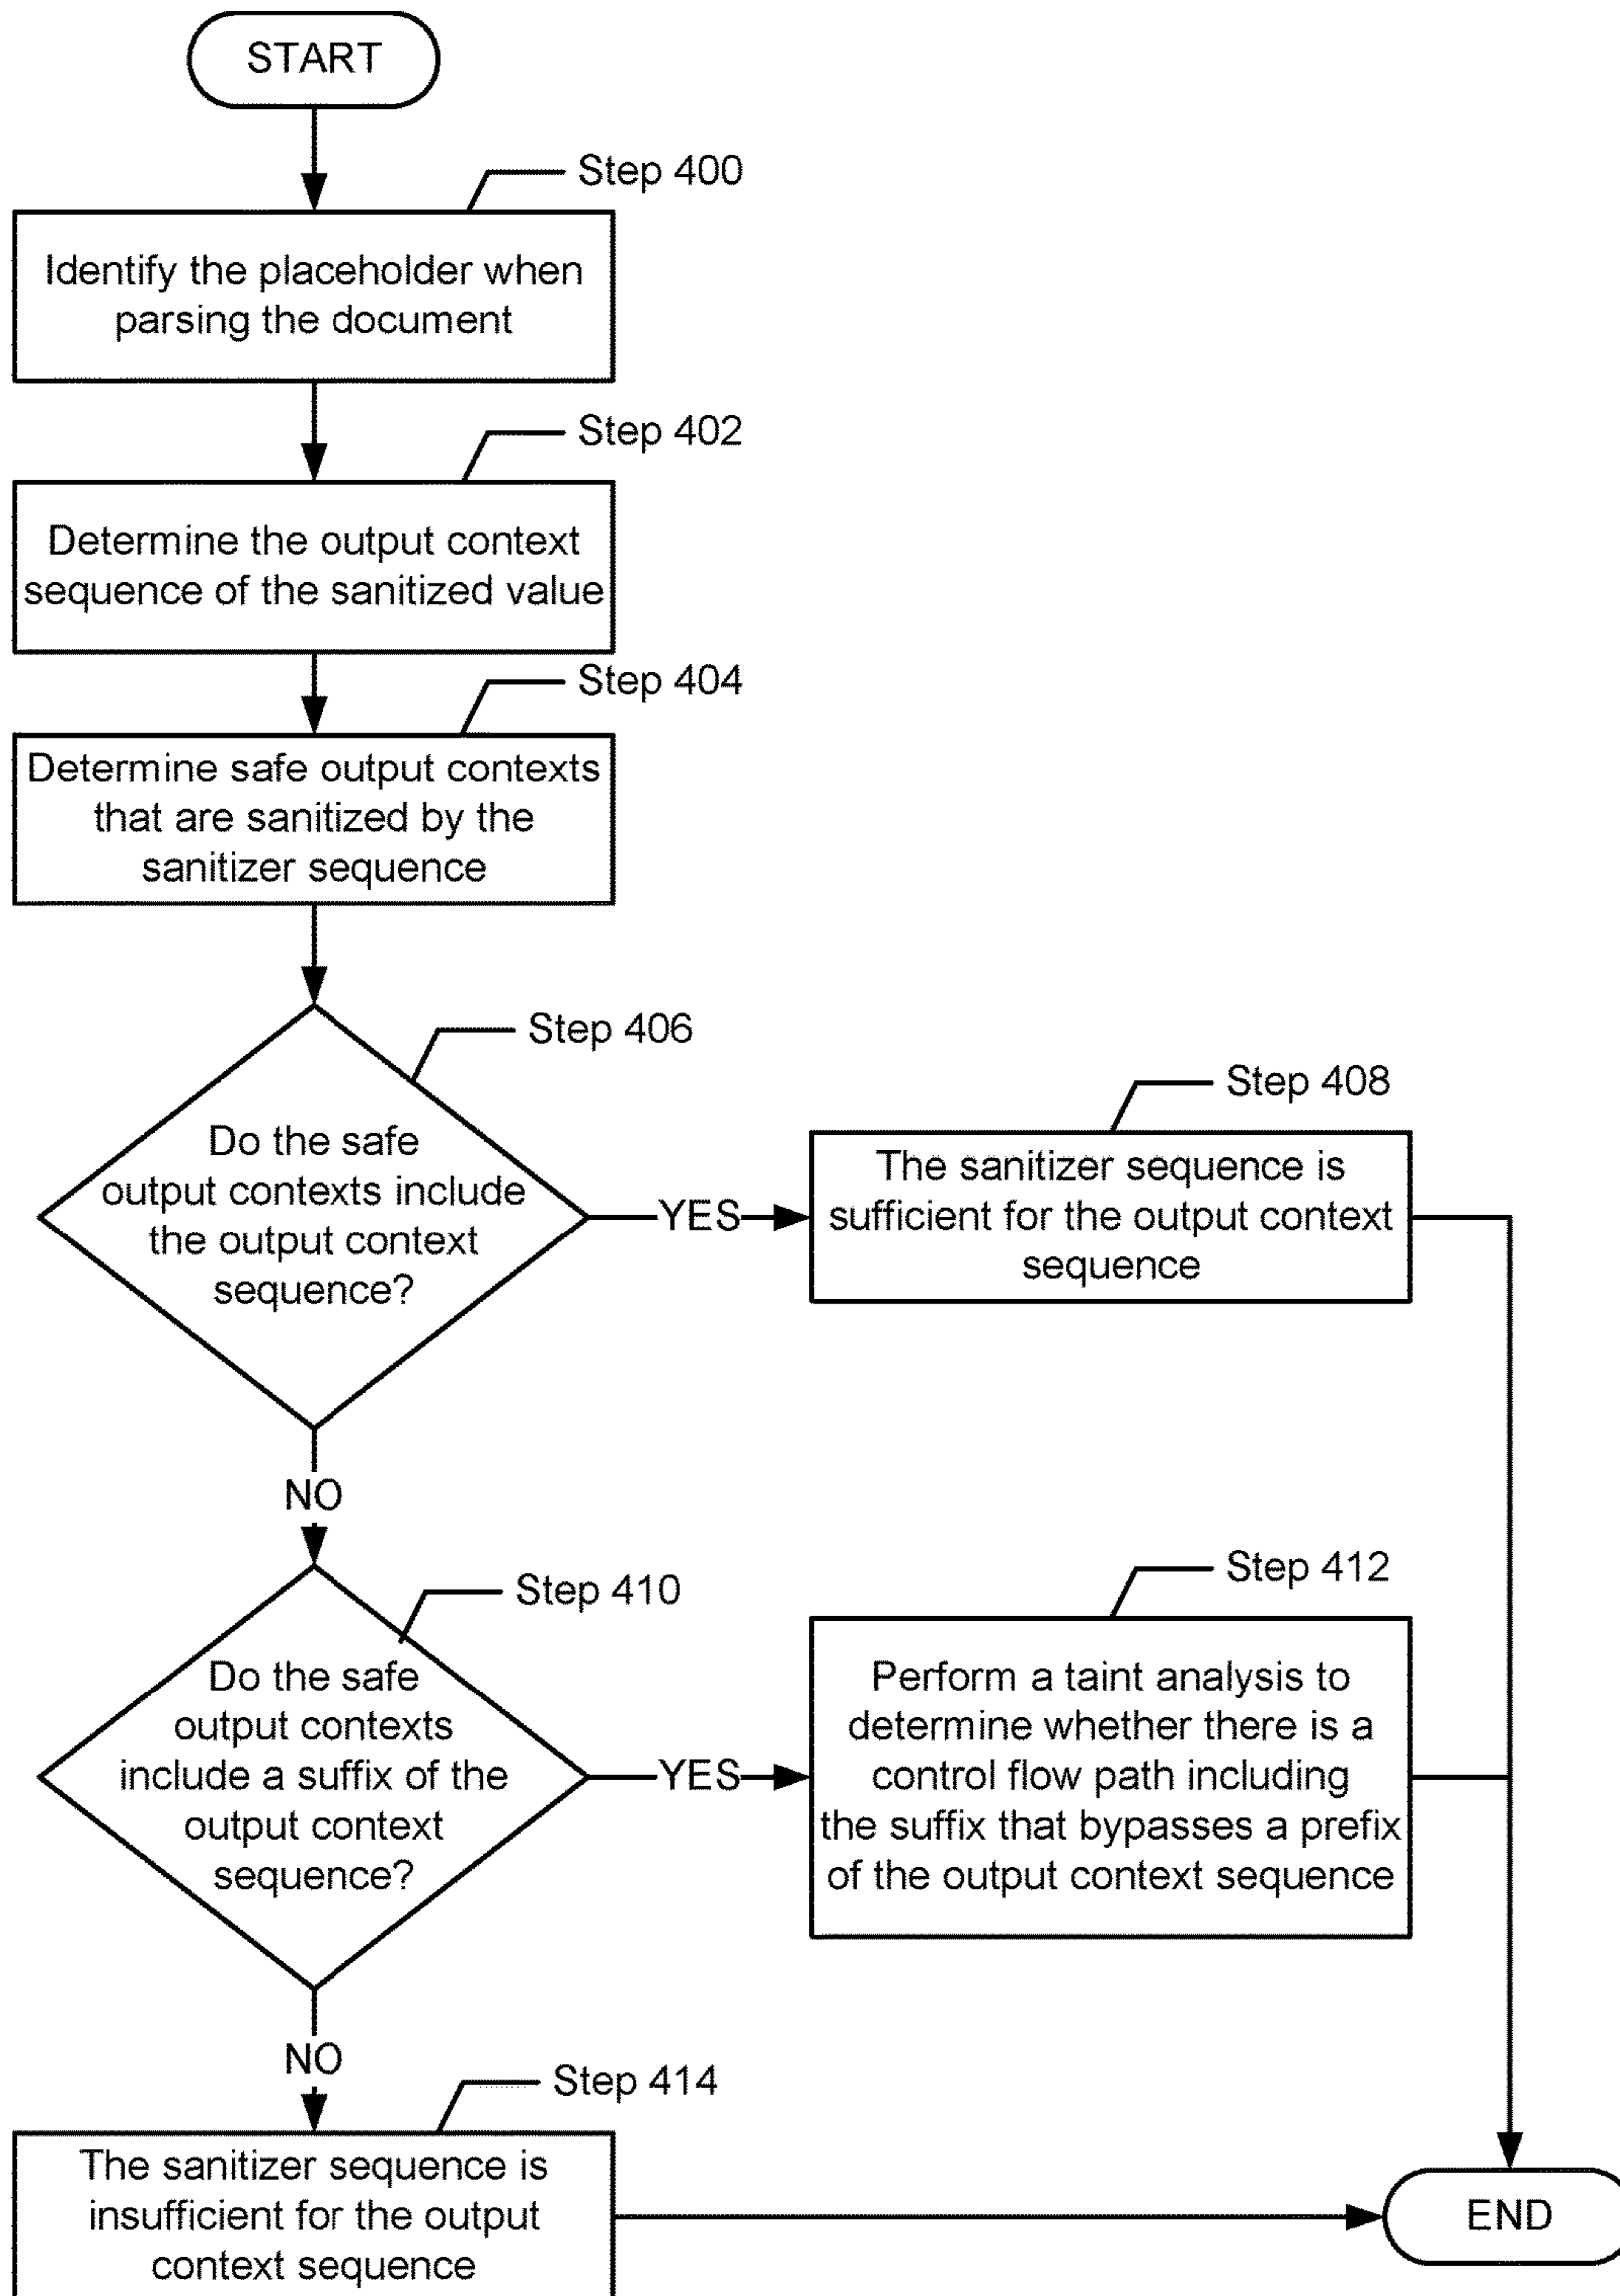 START
Step 400
Identify the placeholder when
parsing the document
Step 402
Determine the output context
sequence of the sanitized value
Step 404
Determine safe output contexts
that are sanitized by the
sanitizer sequence
Step 406
Do the safe
output contexts include
the output context
sequence?
YES
Step 408
The sanitizer sequence is
sufficient for the output context
sequence
NO
Step 410
Do the safe
output contexts
include a suffix of the
output context
sequence?
YES
Step 412
Perform a taint analysis to
determine whether there is a
control flow path including
the suffix that bypasses a prefix
of the output context sequence
NO
Step 414
The sanitizer sequence is
insufficient for the output
context sequence
END